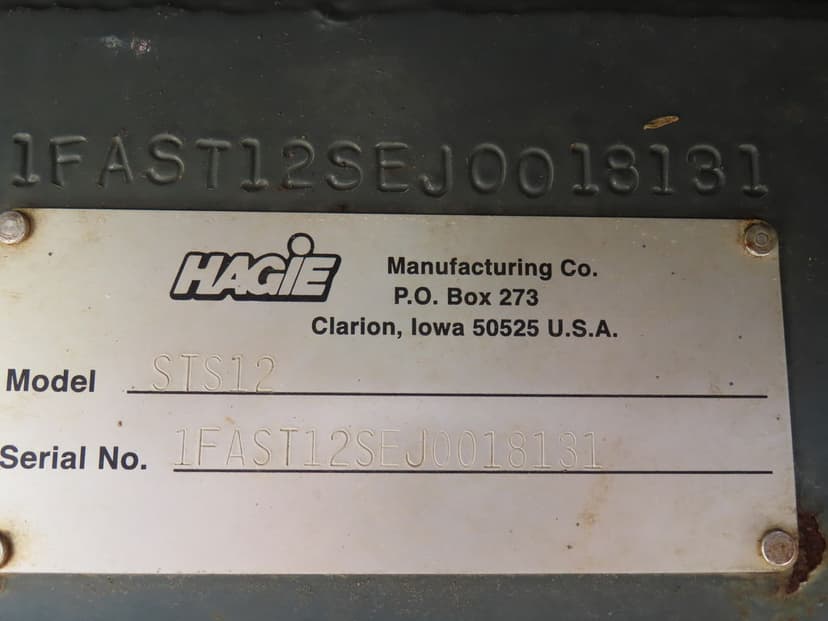 1FAST12SEJ0018131
HAGIE
Manufacturing Co.
P.O. Box 273
Clarion, Iowa 50525 U.S.A.
Model STS12
Serial No. 1FAST12SEJ0018131